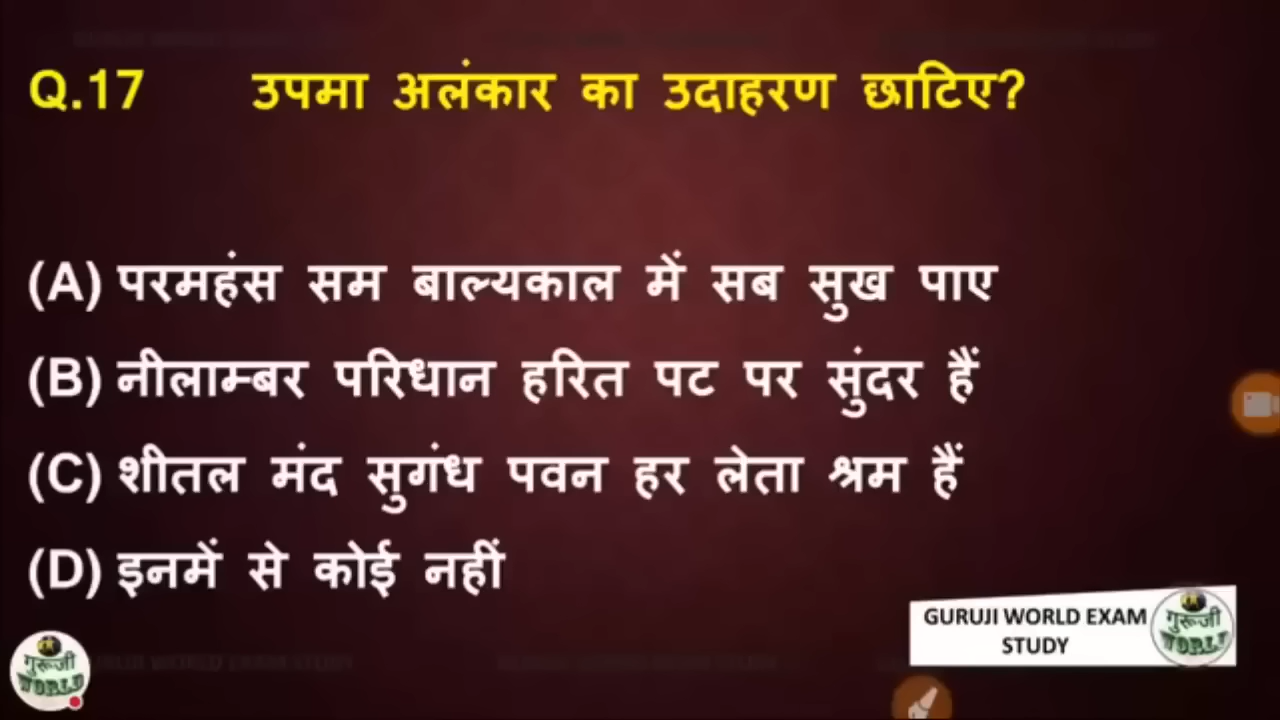 Q.17 उपमा अलंकार का उदाहरण छाटिए?
(A) परमहंस सम बाल्यकाल में सब सुख पाए
(B) नीलाम्बर परिधान हरित पट पर सुंदर हैं
(C) शीतल मंद सुगंध पवन हर लेता श्रम हैं
(D) इनमें से कोई नहीं
GURUJI WORLD EXAM
STUDY
गुरूजी
WORLD
गुरूजी
WORLD